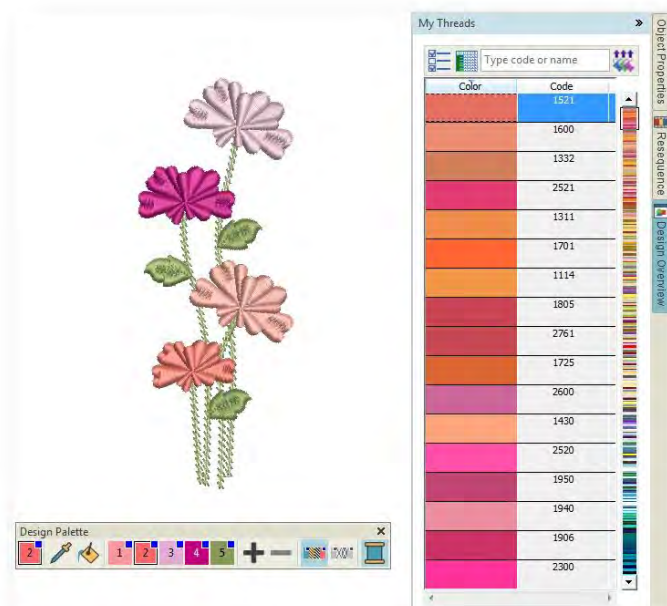 My Threads
Type code or name
Color Code
1521
1600
1332
2521
1311
1701
1114
1805
2761
1725
2600
1430
2520
1950
1940
1906
2300
Object Properties
Resequence
Design Overview
Design Palette
2 1 2 3 4 5